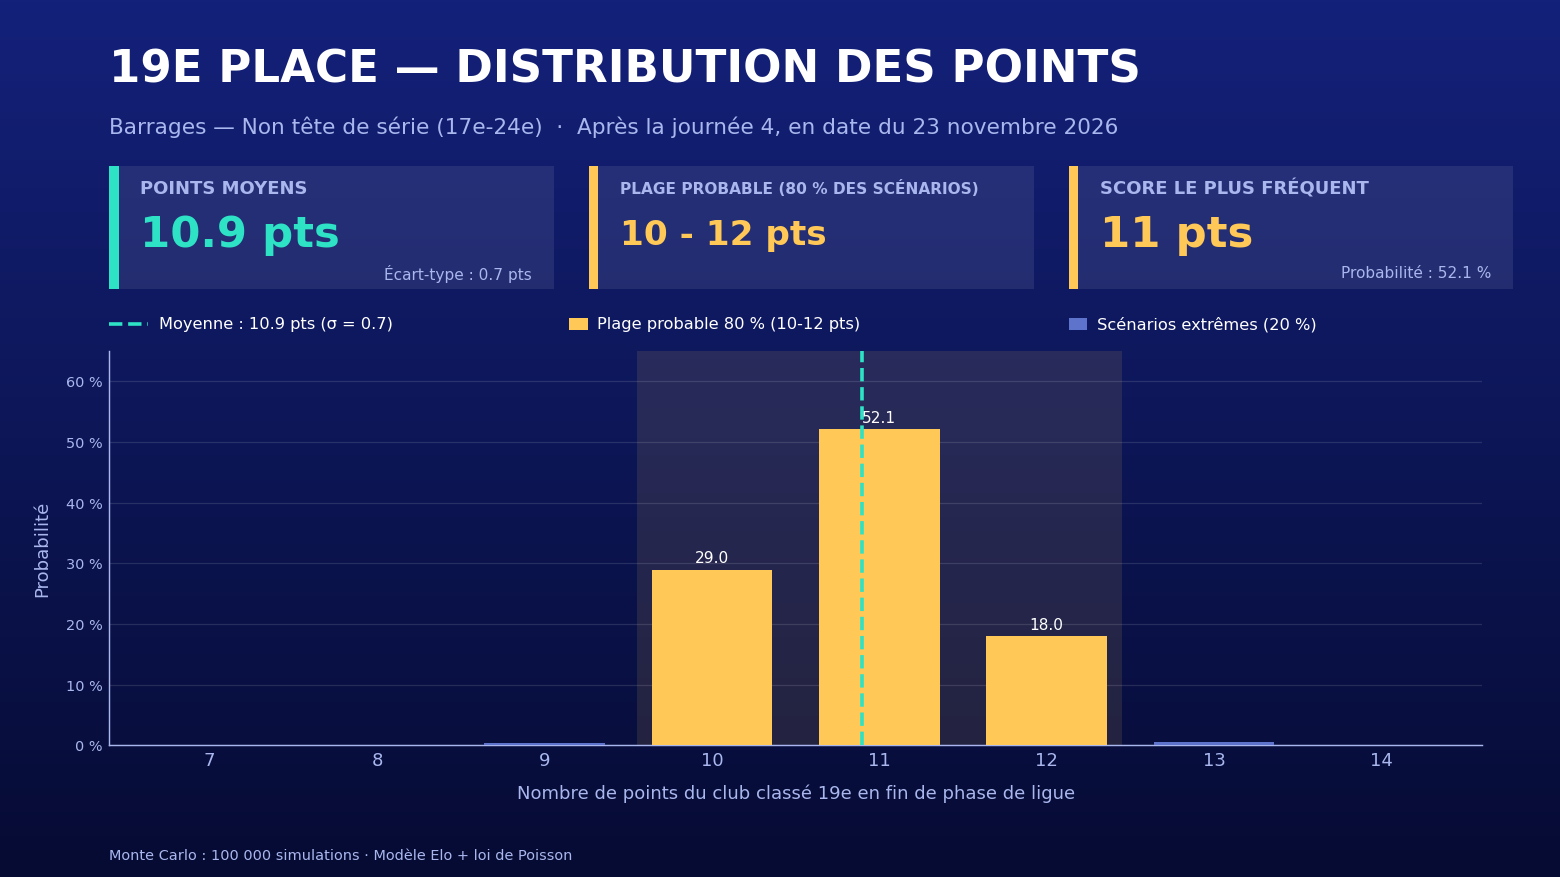 19E PLACE — DISTRIBUTION DES POINTS
Barrages — Non tête de série (17e-24e)  ·  Après la journée 4, en date du 23 novembre 2026
POINTS MOYENS
10.9 pts
Écart-type : 0.7 pts
PLAGE PROBABLE (80 % DES SCÉNARIOS)
10 - 12 pts
SCORE LE PLUS FRÉQUENT
11 pts
Probabilité : 52.1 %
Moyenne : 10.9 pts (σ = 0.7)
Plage probable 80 % (10-12 pts)
Scénarios extrêmes (20 %)
Probabilité
60 %
50 %
40 %
30 %
20 %
10 %
0 %
29.0
52.1
18.0
7 8 9 10 11 12 13 14
Nombre de points du club classé 19e en fin de phase de ligue
Monte Carlo : 100 000 simulations · Modèle Elo + loi de Poisson